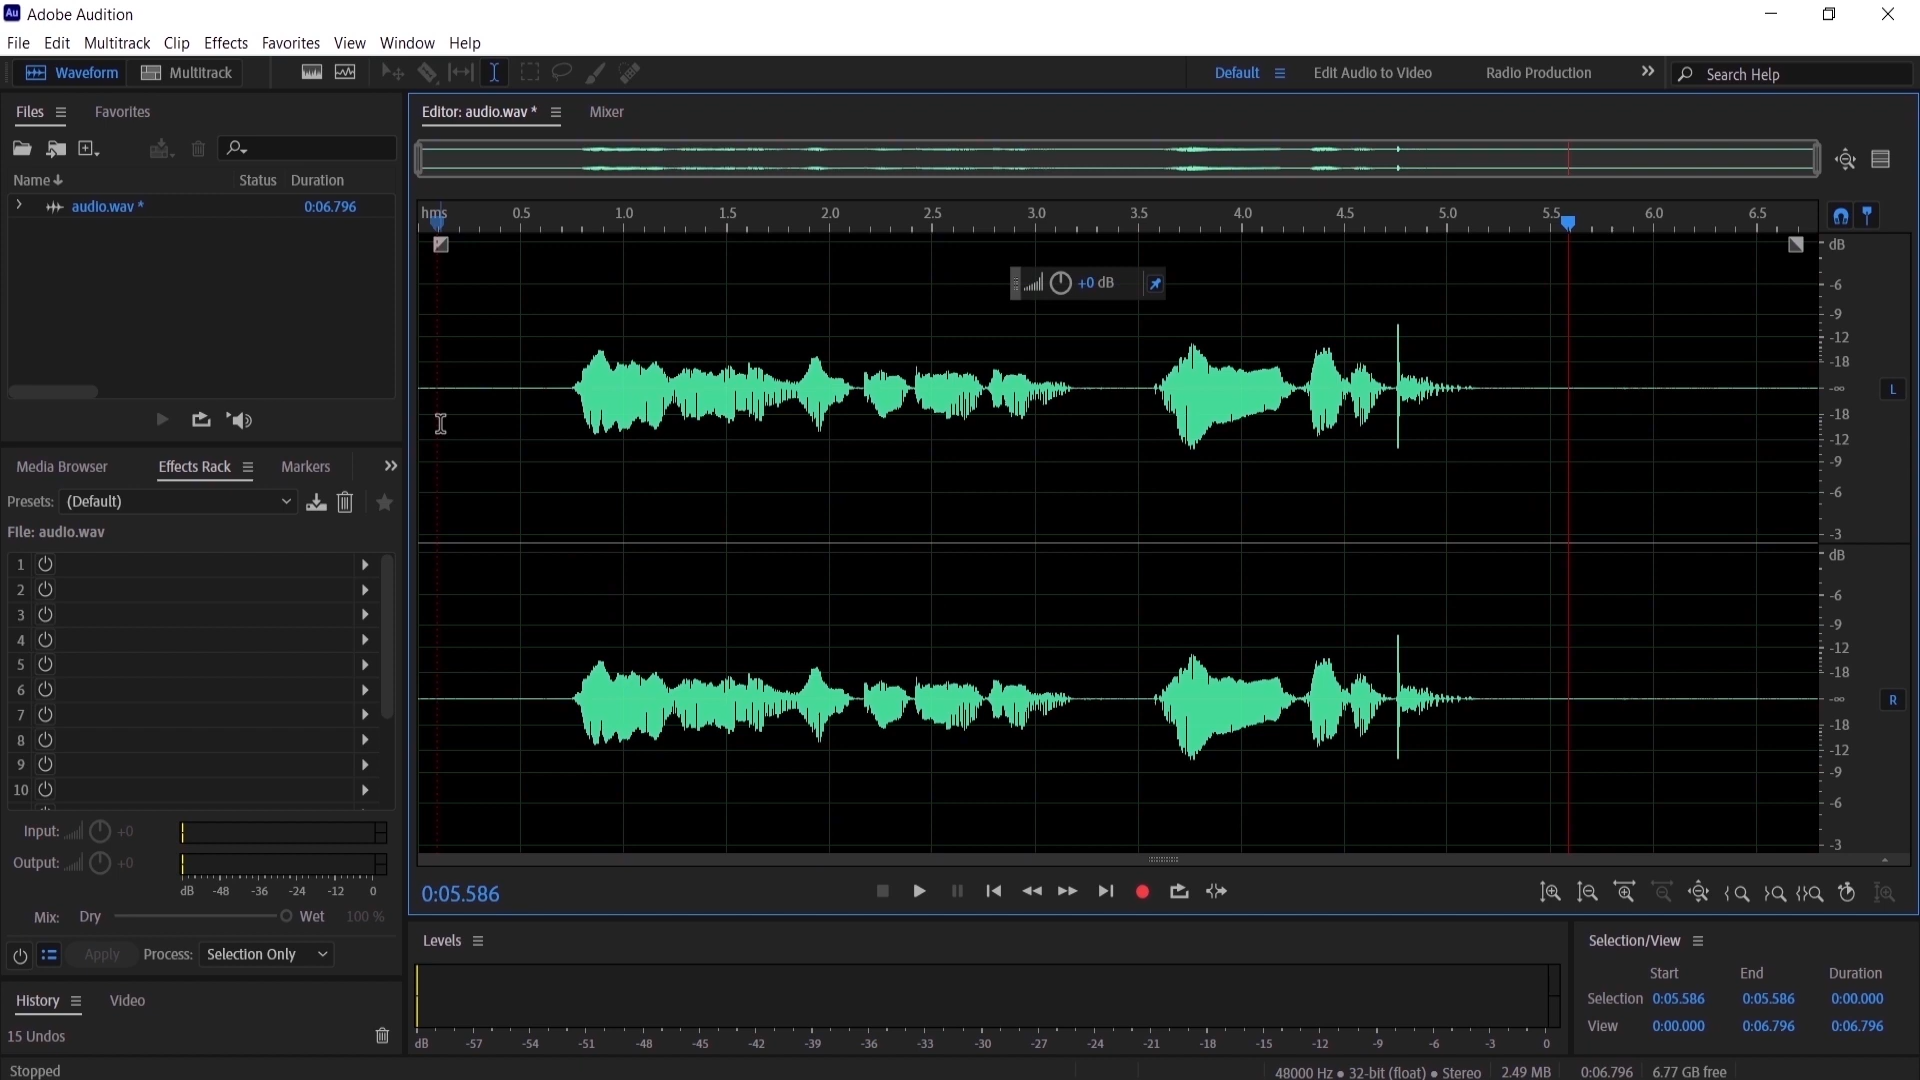 Au Adobe Audition
File Edit Multitrack Clip Effects Favorites View Window Help
Waveform Multitrack Default Edit Audio to Video Radio Production Search Help
Files Favorites
Name Status Duration
audio.wav * 0:06.796
Media Browser Effects Rack Markers
Presets: (Default)
File: audio.wav
1
2
3
4
5
6
7
8
9
10
Input: +0
Output: +0
dB -48 -36 -24 -12 0
Mix: Dry Wet 100 %
Apply Process: Selection Only
History Video
15 Undos
Stopped
Editor: audio.wav * Mixer
hms 0.5 1.0 1.5 2.0 2.5 3.0 3.5 4.0 4.5 5.0 5.5 6.0 6.5
+0 dB
dB
-6
-9
-12
-18
-∞
-18
-12
-9
-6
-3
L
dB
-6
-9
-12
-18
-∞
-18
-12
-9
-6
-3
R
0:05.586
Levels
dB -57 -54 -51 -48 -45 -42 -39 -36 -33 -30 -27 -24 -21 -18 -15 -12 -9 -6 -3 0
Selection/View
Start End Duration
Selection 0:05.586 0:05.586 0:00.000
View 0:00.000 0:06.796 0:06.796
48000 Hz ● 32-bit (float) ● Stereo 2.49 MB 0:06.796 6.77 GB free